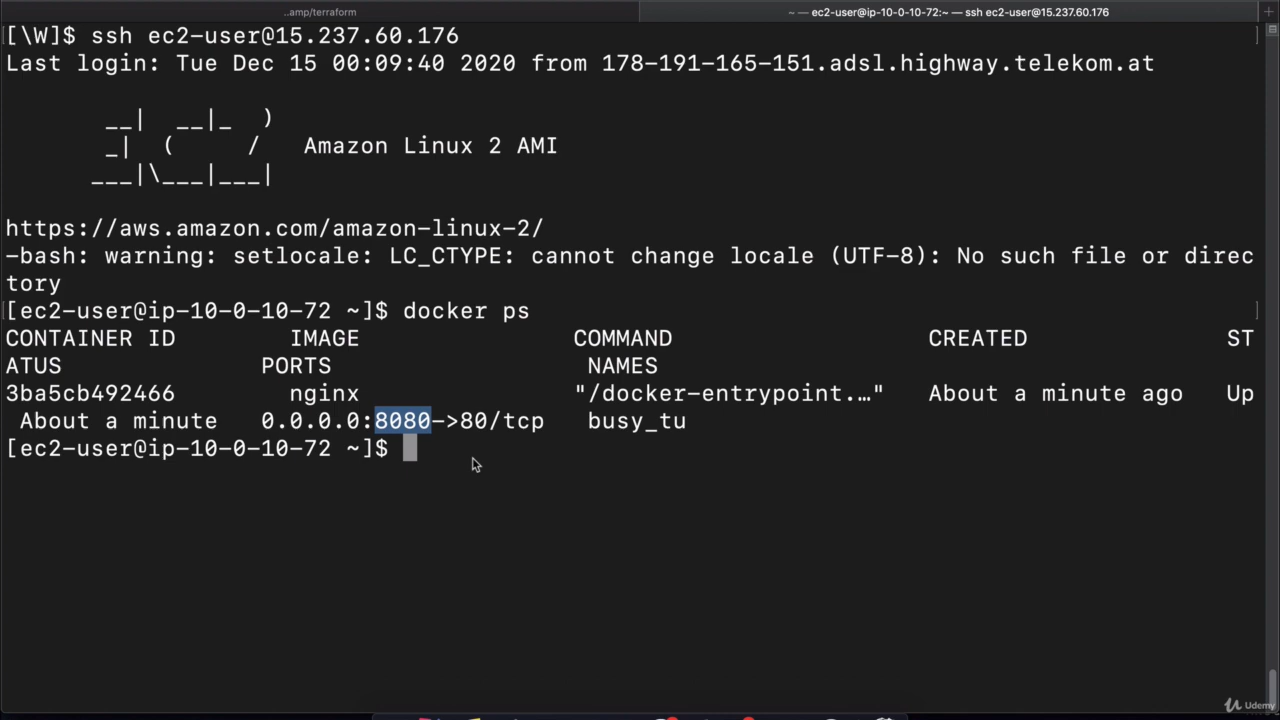 ..amp/terraform
~ — ec2-user@ip-10-0-10-72:~ — ssh ec2-user@15.237.60.176
[\W]$ ssh ec2-user@15.237.60.176
Last login: Tue Dec 15 00:09:40 2020 from 178-191-165-151.adsl.highway.telekom.at
__|  __|_  )
_|  (     /   Amazon Linux 2 AMI
___|\___|___|
https://aws.amazon.com/amazon-linux-2/
-bash: warning: setlocale: LC_CTYPE: cannot change locale (UTF-8): No such file or direc
tory
[ec2-user@ip-10-0-10-72 ~]$ docker ps
CONTAINER ID        IMAGE               COMMAND                  CREATED              ST
ATUS              PORTS                  NAMES
3ba5cb492466        nginx               "/docker-entrypoint.…"   About a minute ago   Up
About a minute   0.0.0.0:8080->80/tcp   busy_tu
[ec2-user@ip-10-0-10-72 ~]$
Udemy